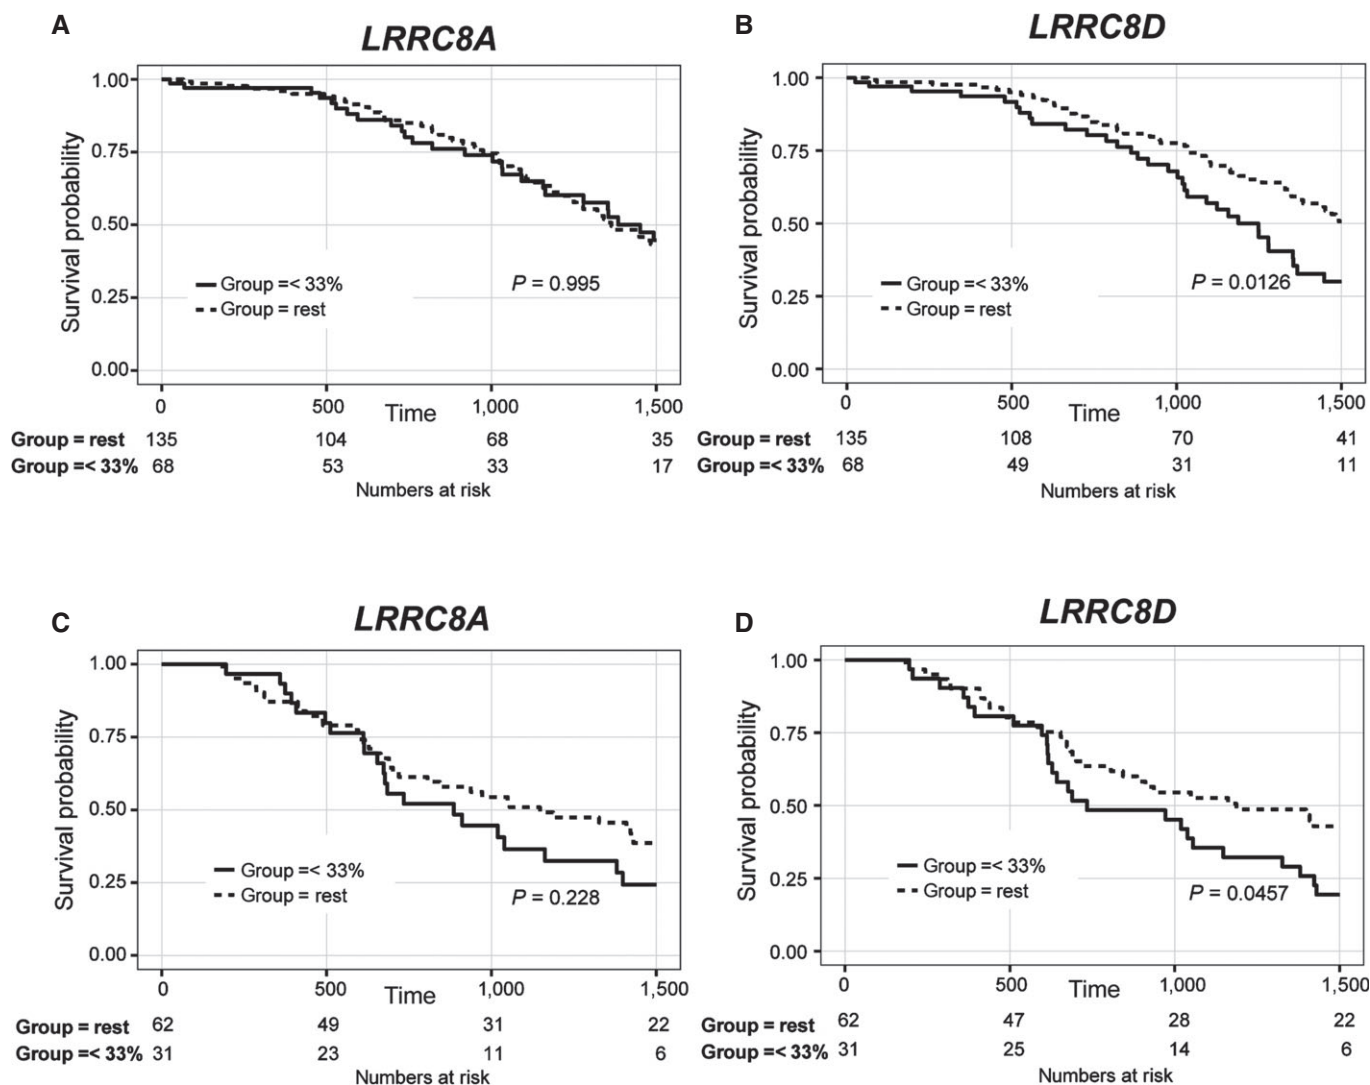 A
LRRC8A
1.00
0.75
0.50
0.25
0.00
Survival probability
Group =< 33%
Group = rest
P = 0.995
0 500 1,000 1,500
Time
Group = rest 135 104 68 35
Group =< 33% 68 53 33 17
Numbers at risk
B
LRRC8D
1.00
0.75
0.50
0.25
0.00
Survival probability
Group =< 33%
Group = rest
P = 0.0126
0 500 1,000 1,500
Time
Group = rest 135 108 70 41
Group =< 33% 68 49 31 11
Numbers at risk
C
LRRC8A
1.00
0.75
0.50
0.25
0.00
Survival probability
Group =< 33%
Group = rest
P = 0.228
0 500 1,000 1,500
Time
Group = rest 62 49 31 22
Group =< 33% 31 23 11 6
Numbers at risk
D
LRRC8D
1.00
0.75
0.50
0.25
0.00
Survival probability
Group =< 33%
Group = rest
P = 0.0457
0 500 1,000 1,500
Time
Group = rest 62 47 28 22
Group =< 33% 31 25 14 6
Numbers at risk